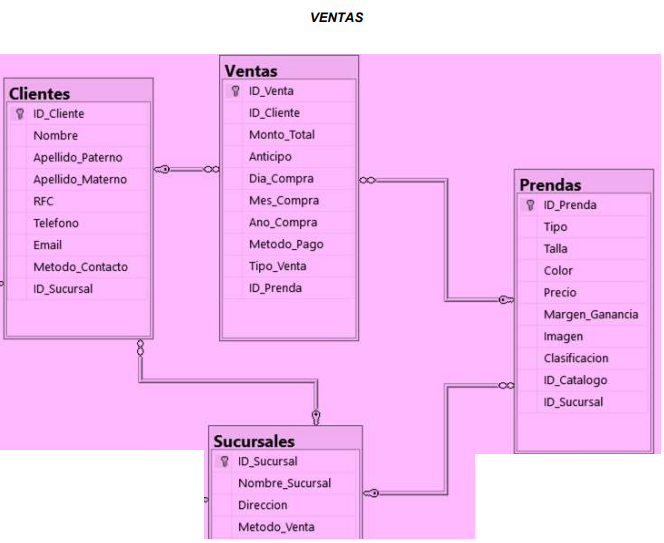 VENTAS
Clientes
ID_Cliente
Nombre
Apellido_Paterno
Apellido_Materno
RFC
Telefono
Email
Metodo_Contacto
ID_Sucursal
Ventas
ID_Venta
ID_Cliente
Monto_Total
Anticipo
Dia_Compra
Mes_Compra
Ano_Compra
Metodo_Pago
Tipo_Venta
ID_Prenda
Prendas
ID_Prenda
Tipo
Talla
Color
Precio
Margen_Ganancia
Imagen
Clasificacion
ID_Catalogo
ID_Sucursal
Sucursales
ID_Sucursal
Nombre_Sucursal
Direccion
Metodo_Venta